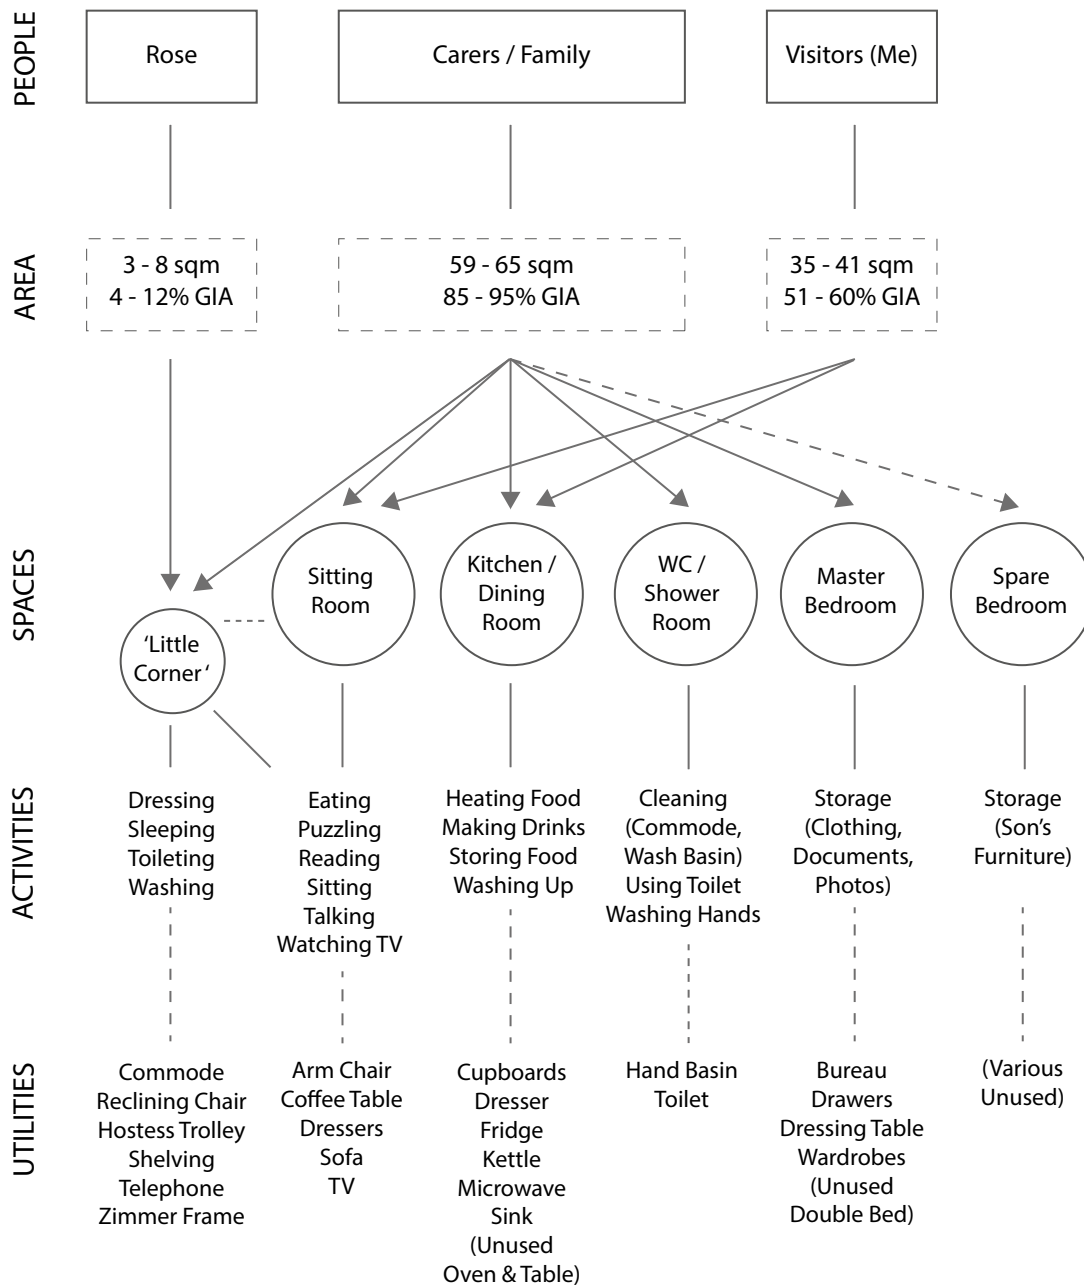 PEOPLE
Rose
Carers / Family
Visitors (Me)
AREA
3 - 8 sqm
4 - 12% GIA
59 - 65 sqm
85 - 95% GIA
35 - 41 sqm
51 - 60% GIA
SPACES
‘Little
Corner ‘
Sitting
Room
Kitchen /
Dining
Room
WC /
Shower
Room
Master
Bedroom
Spare
Bedroom
ACTIVITIES
Dressing
Sleeping
Toileting
Washing
Eating
Puzzling
Reading
Sitting
Talking
Watching TV
Heating Food
Making Drinks
Storing Food
Washing Up
Cleaning
(Commode,
Wash Basin)
Using Toilet
Washing Hands
Storage
(Clothing,
Documents,
Photos)
Storage
(Son’s
Furniture)
UTILITIES
Commode
Reclining Chair
Hostess Trolley
Shelving
Telephone
Zimmer Frame
Arm Chair
Coffee Table
Dressers
Sofa
TV
Cupboards
Dresser
Fridge
Kettle
Microwave
Sink
(Unused
Oven & Table)
Hand Basin
Toilet
Bureau
Drawers
Dressing Table
Wardrobes
(Unused
Double Bed)
(Various
Unused)